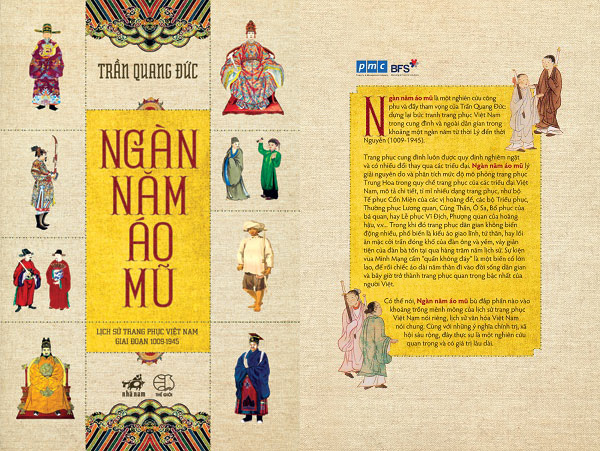 TRẦN QUANG ĐỨC
NGÀN
NĂM
ÁO
MŨ
LỊCH SỬ TRANG PHỤC VIỆT NAM
GIAI ĐOẠN 1009-1945
nhã nam
THẾ GIỚI
pmc BFS
Ngàn năm áo mũ là một nghiên cứu công
phu và đầy tham vọng của Trần Quang Đức:
dựng lại bức tranh trang phục Việt Nam
trong cung đình và ngoài dân gian trong
khoảng một ngàn năm từ thời Lý đến thời
Nguyễn (1009-1945).
Trang phục cung đình luôn được quy định nghiêm ngặt
và có nhiều đổi thay qua các triều đại. Ngàn năm áo mũ lý
giải nguyên do và phân tích mức độ mô phỏng trang phục
Trung Hoa trong quy chế trang phục của các triều đại Việt
Nam, mô tả chi tiết, tỉ mỉ nhiều dạng trang phục, như bộ
Tế phục Cổn Miện của các vị hoàng đế, các bộ Triều phục,
Thường phục Lương quan, Củng Thần, Ô Sa, Bổ phục của
bá quan, hay Lễ phục Vĩ Địch, Phượng quan của hoàng
hậu, v.v... Trong khi đó trang phục dân gian không biến
động nhiều, phổ biến là kiểu áo giao lĩnh, tứ thân, hay lối
ăn mặc cởi trần đóng khố của đàn ông và yếm, váy giản
tiện của đàn bà tồn tại qua hàng trăm năm lịch sử. Sự kiện
vua Minh Mạng cấm "quần không đáy" là một biến cố lớn
lao, để rồi chiếc áo dài năm thân đi vào đời sống dân gian
và bây giờ trở thành trang phục quan trọng bậc nhất của
người Việt.
Có thể nói, Ngàn năm áo mũ bù đắp phần nào vào
khoảng trống mênh mông của lịch sử trang phục
Việt Nam nói riêng, lịch sử văn hóa Việt Nam
nói chung. Cùng với những ý nghĩa chính trị, xã
hội sâu rộng, đây thực sự là một nghiên cứu
quan trọng và có giá trị lâu dài.